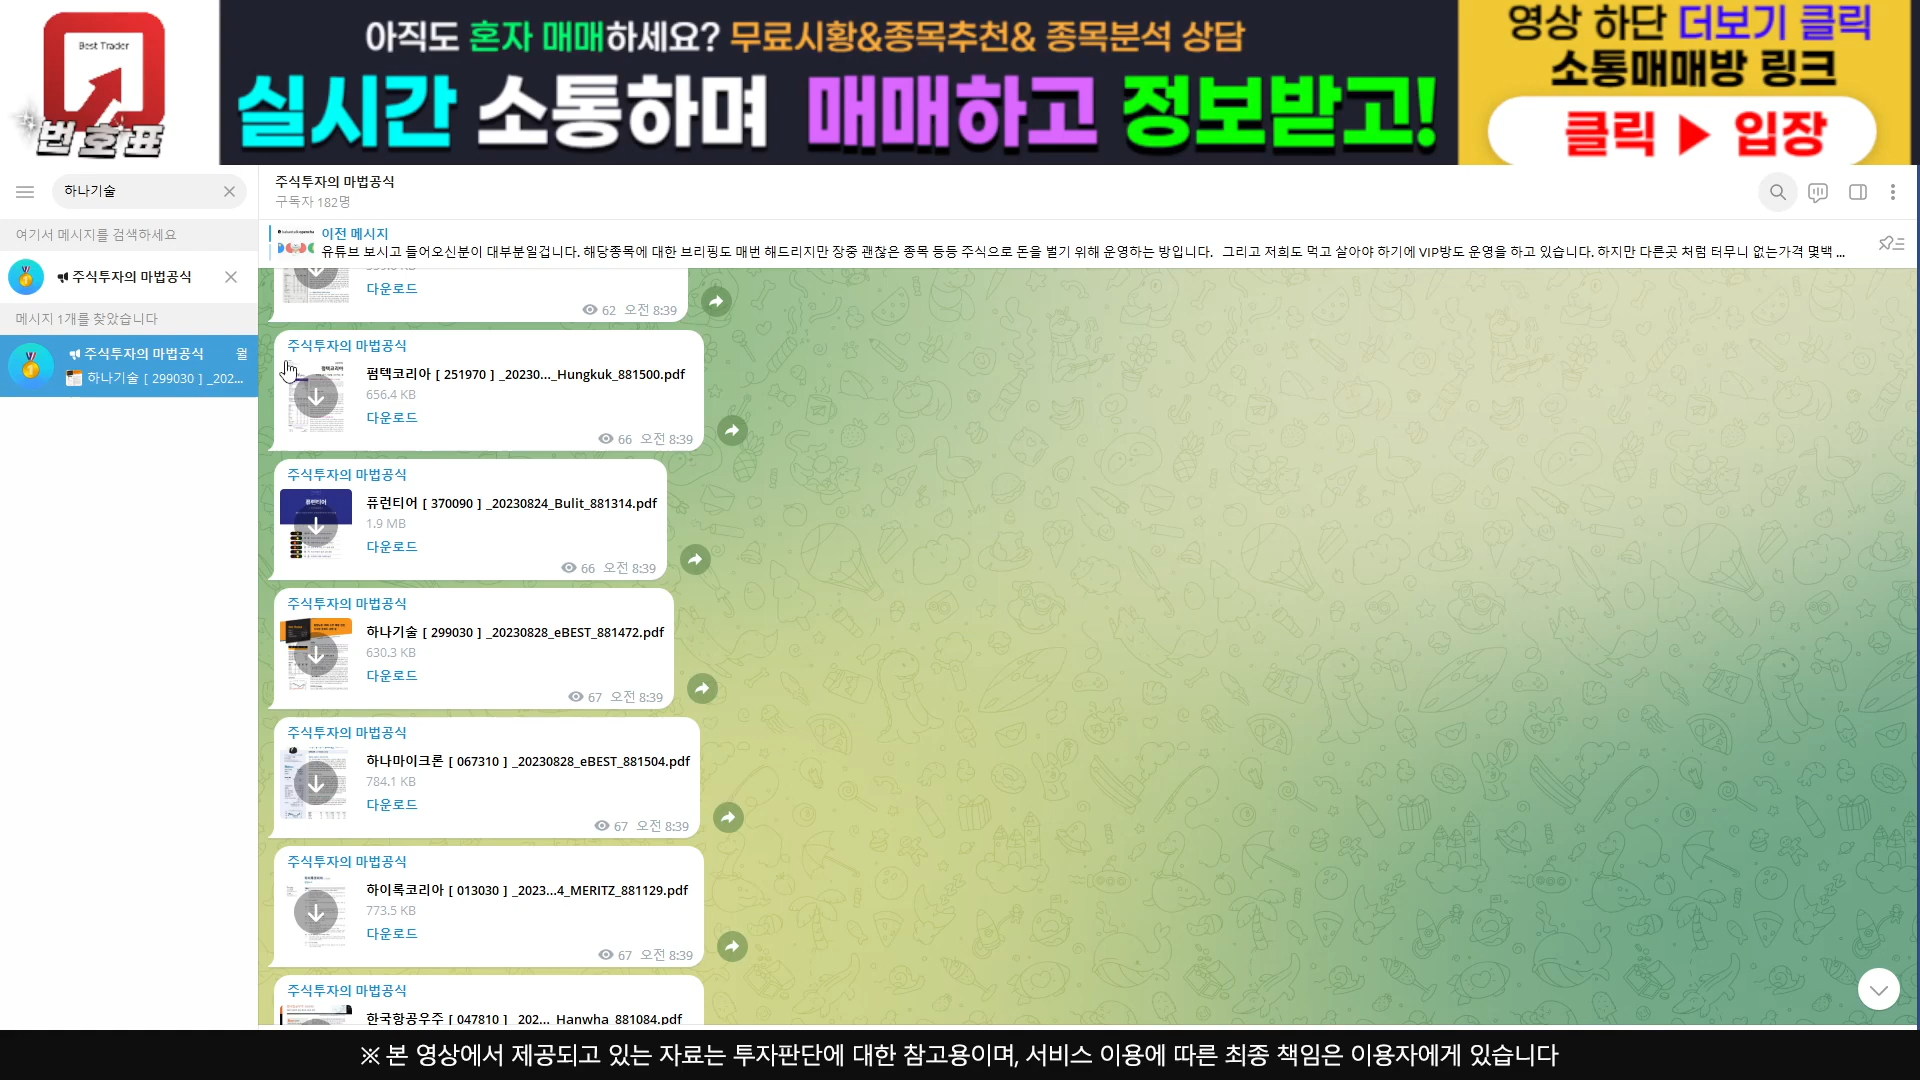 Best Trader
번호표
아직도 혼자 매매하세요? 무료시황&종목추천& 종목분석 상담
실시간 소통하며 매매하고 정보받고!
영상 하단 더보기 클릭
소통매매방 링크
클릭 ▶ 입장
하나기술
여기서 메시지를 검색하세요
주식투자의 마법공식
메시지 1개를 찾았습니다
주식투자의 마법공식 월
하나기술 [ 299030 ] _202...
주식투자의 마법공식
구독자 182명
이전 메시지
유튜브 보시고 들어오신분이 대부분일겁니다. 해당종목에 대한 브리핑도 매번 해드리지만 장중 괜찮은 종목 등등 주식으로 돈을 벌기 위해 운영하는 방입니다. 그리고 저희도 먹고 살아야 하기에 VIP방도 운영을 하고 있습니다. 하지만 다른곳 처럼 터무니 없는가격 몇백 ...
다운로드
62 오전 8:39
주식투자의 마법공식
펌텍코리아 [ 251970 ] _20230..._Hungkuk_881500.pdf
656.4 KB
다운로드
66 오전 8:39
주식투자의 마법공식
퓨런티어 [ 370090 ] _20230824_Bulit_881314.pdf
1.9 MB
다운로드
66 오전 8:39
주식투자의 마법공식
하나기술 [ 299030 ] _20230828_eBEST_881472.pdf
630.3 KB
다운로드
67 오전 8:39
주식투자의 마법공식
하나마이크론 [ 067310 ] _20230828_eBEST_881504.pdf
784.1 KB
다운로드
67 오전 8:39
주식투자의 마법공식
하이록코리아 [ 013030 ] _2023...4_MERITZ_881129.pdf
773.5 KB
다운로드
67 오전 8:39
주식투자의 마법공식
한국항공우주 [ 047810 ] _202..._Hanwha_881084.pdf
※ 본 영상에서 제공되고 있는 자료는 투자판단에 대한 참고용이며, 서비스 이용에 따른 최종 책임은 이용자에게 있습니다